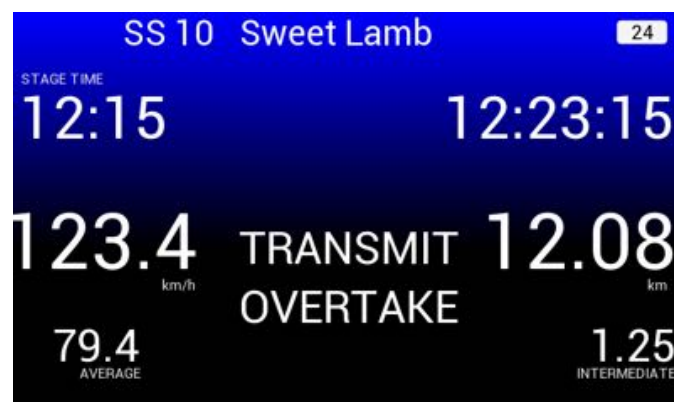 SS 10 Sweet Lamb 24
STAGE TIME
12:15 12:23:15
123.4 km/h
TRANSMIT
OVERTAKE
12.08 km
79.4
AVERAGE
1.25
INTERMEDIATE